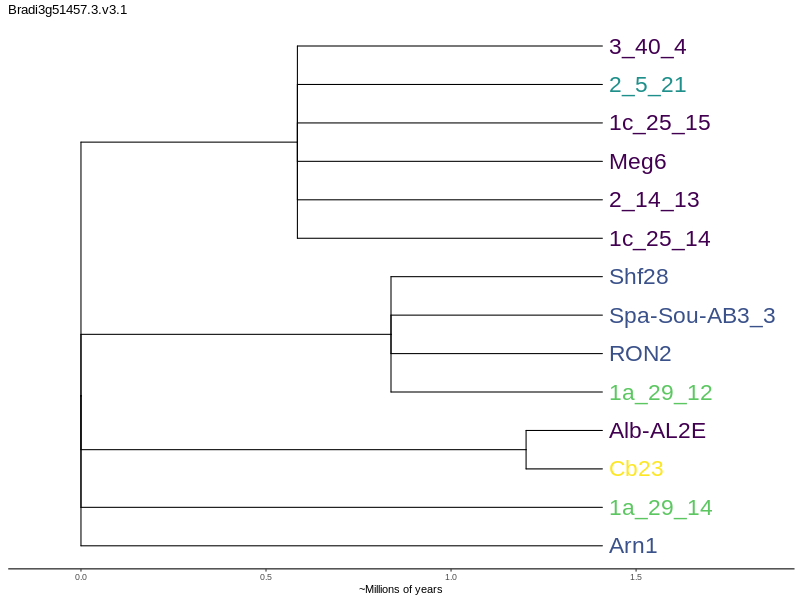 Bradi3g51457.3.v3.1
3_40_4
2_5_21
1c_25_15
Meg6
2_14_13
1c_25_14
Shf28
Spa-Sou-AB3_3
RON2
1a_29_12
Alb-AL2E
Cb23
1a_29_14
Arn1
0.0 0.5 1.0 1.5
~Millions of years